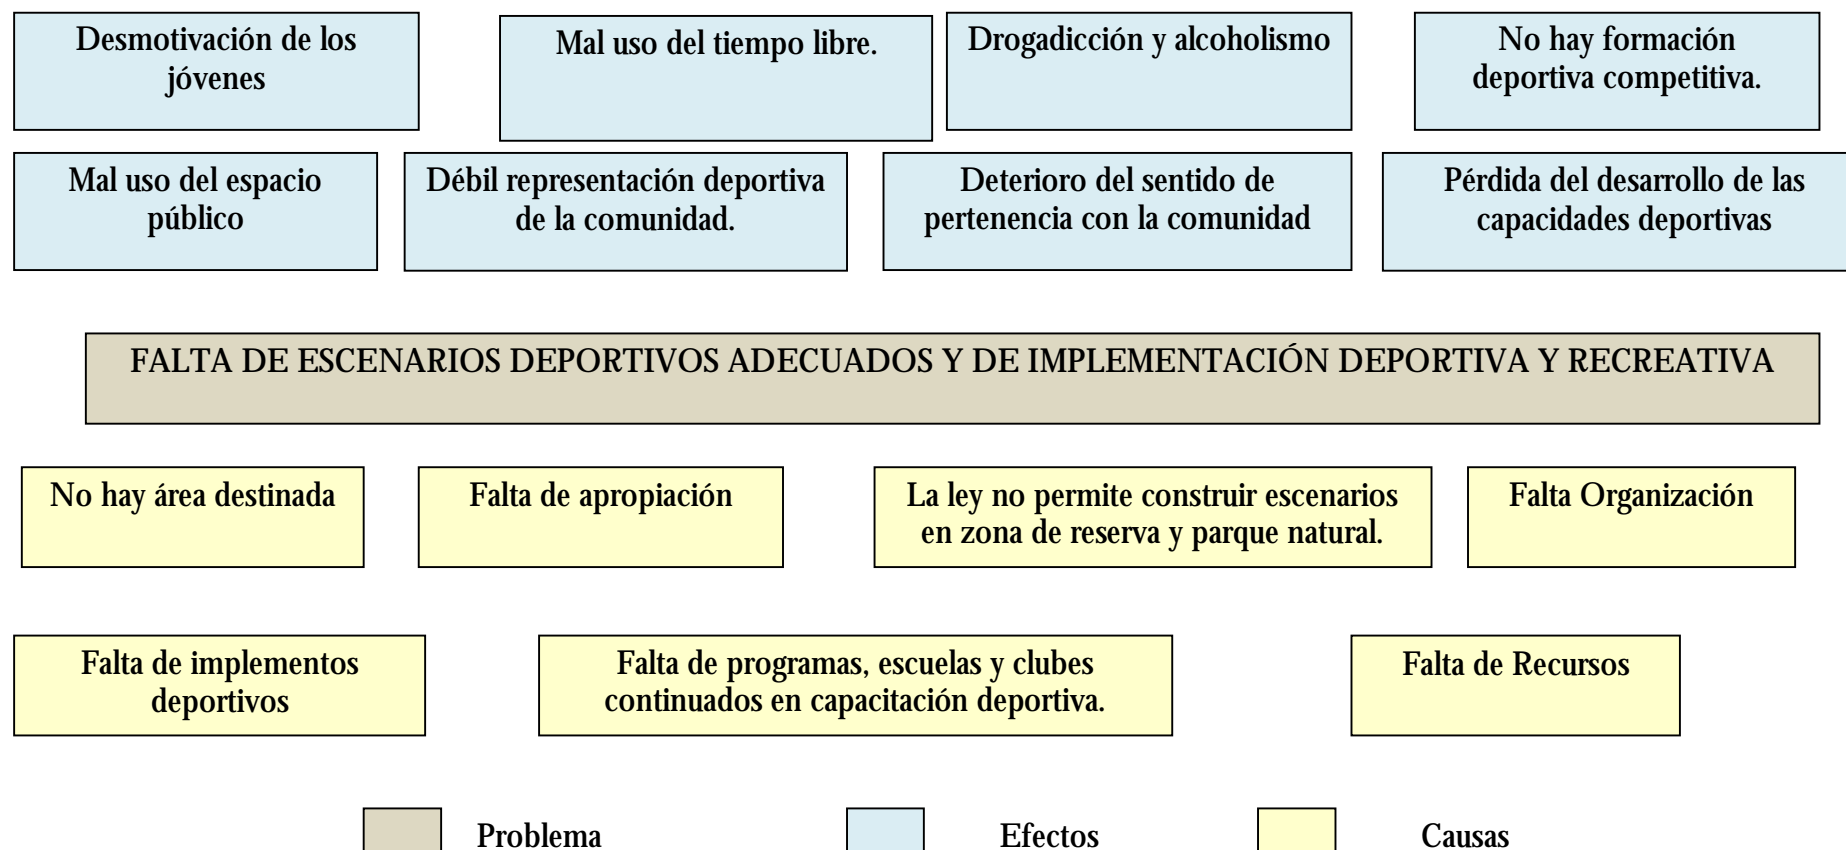 Desmotivación de los
jóvenes
Mal uso del tiempo libre.
Drogadicción y alcoholismo
No hay formación
deportiva competitiva.
Mal uso del espacio
público
Débil representación deportiva
de la comunidad.
Deterioro del sentido de
pertenencia con la comunidad
Pérdida del desarrollo de las
capacidades deportivas
FALTA DE ESCENARIOS DEPORTIVOS ADECUADOS Y DE IMPLEMENTACIÓN DEPORTIVA Y RECREATIVA
No hay área destinada
Falta de apropiación
La ley no permite construir escenarios
en zona de reserva y parque natural.
Falta Organización
Falta de implementos
deportivos
Falta de programas, escuelas y clubes
continuados en capacitación deportiva.
Falta de Recursos
Problema
Efectos
Causas